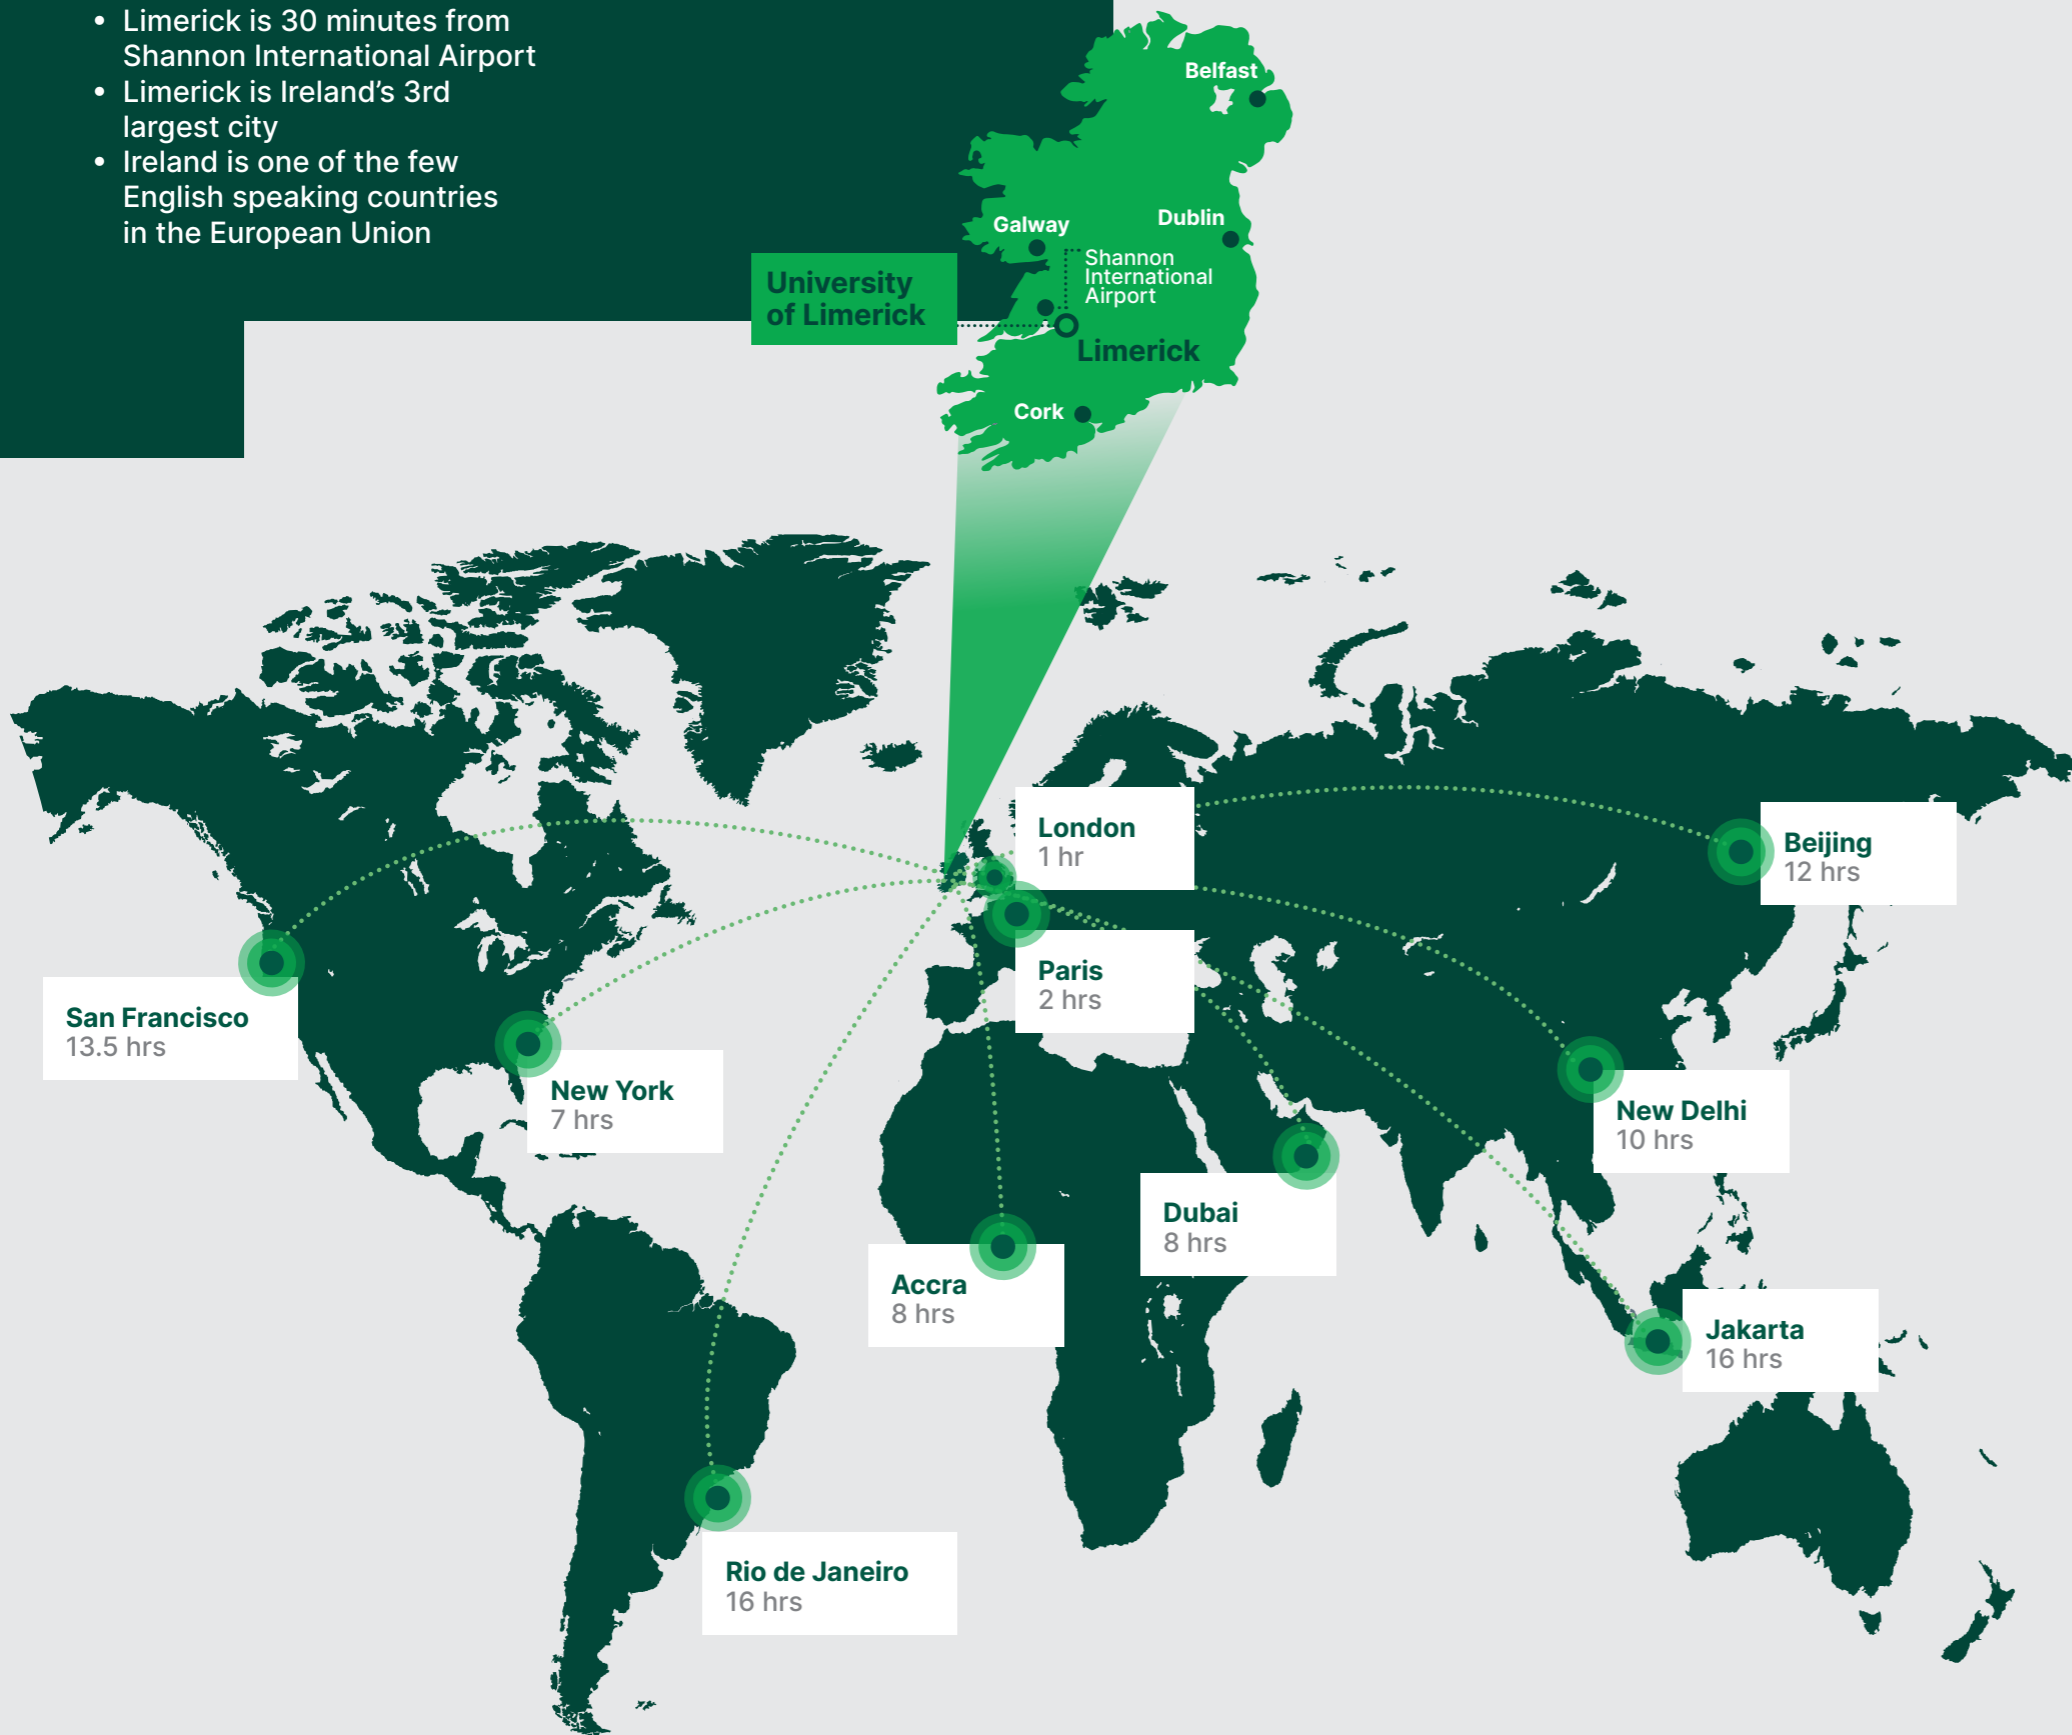 • Limerick is 30 minutes from
Shannon International Airport
• Limerick is Ireland’s 3rd
largest city
• Ireland is one of the few
English speaking countries
in the European Union
Belfast
Galway
Dublin
Shannon
International
Airport
University
of Limerick
Limerick
Cork
London
1 hr
Beijing
12 hrs
Paris
2 hrs
San Francisco
13.5 hrs
New York
7 hrs
New Delhi
10 hrs
Dubai
8 hrs
Accra
8 hrs
Jakarta
16 hrs
Rio de Janeiro
16 hrs